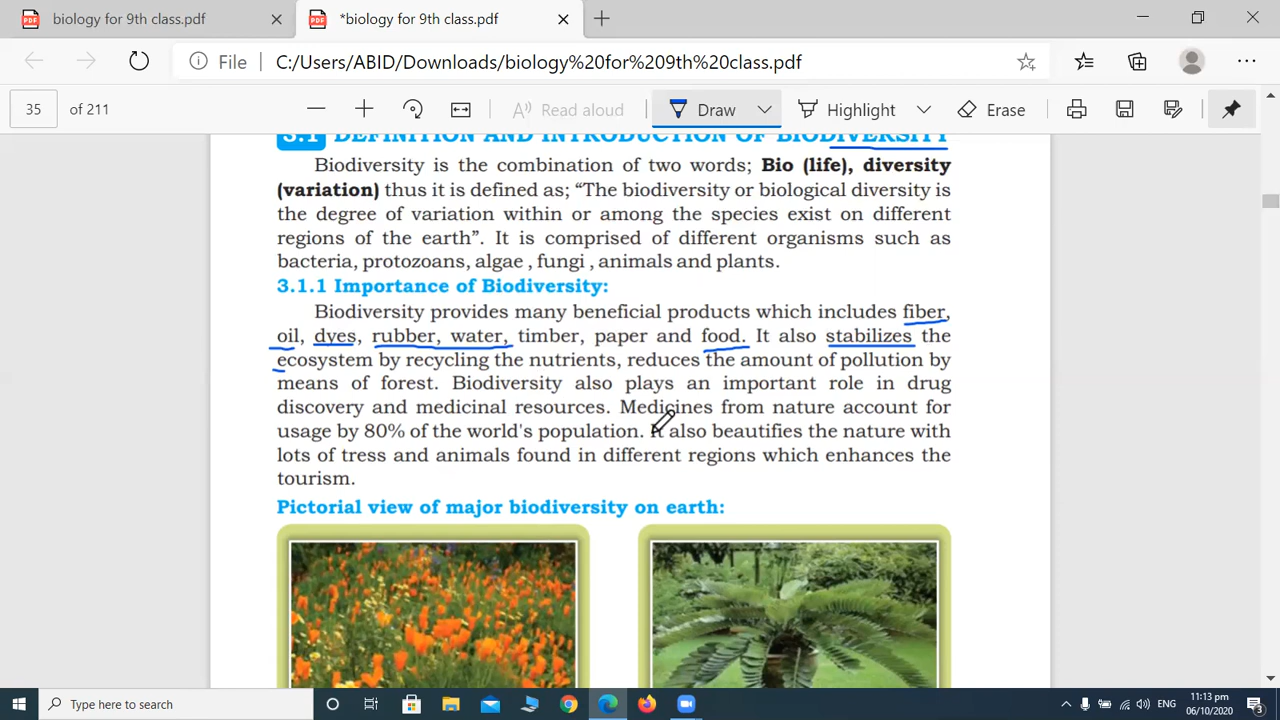 biology for 9th class.pdf
*biology for 9th class.pdf
File
C:/Users/ABID/Downloads/biology%20for%209th%20class.pdf
35 of 211
Read aloud
Draw
Highlight
Erase
3.1 DEFINITION AND INTRODUCTION OF BIODIVERSITY
Biodiversity is the combination of two words; Bio (life), diversity
(variation) thus it is defined as; “The biodiversity or biological diversity is
the degree of variation within or among the species exist on different
regions of the earth”. It is comprised of different organisms such as
bacteria, protozoans, algae , fungi , animals and plants.
3.1.1 Importance of Biodiversity:
Biodiversity provides many beneficial products which includes fiber,
oil, dyes, rubber, water, timber, paper and food. It also stabilizes the
ecosystem by recycling the nutrients, reduces the amount of pollution by
means of forest. Biodiversity also plays an important role in drug
discovery and medicinal resources. Medicines from nature account for
usage by 80% of the world's population. It also beautifies the nature with
lots of tress and animals found in different regions which enhances the
tourism.
Pictorial view of major biodiversity on earth:
Type here to search
ENG
11:13 pm
06/10/2020
3